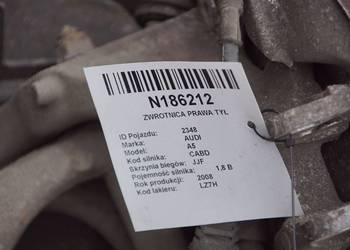 N186212
ZWROTNICA PRAWA TYŁ
ID Pojazdu: 2348
Marka: AUDI
Model: A5
Kod silnika: CABD
Skrzynia biegów: JJF
Pojemność silnika: 1,8 B
Rok produkcji: 2008
Kod lakieru: LZ7H